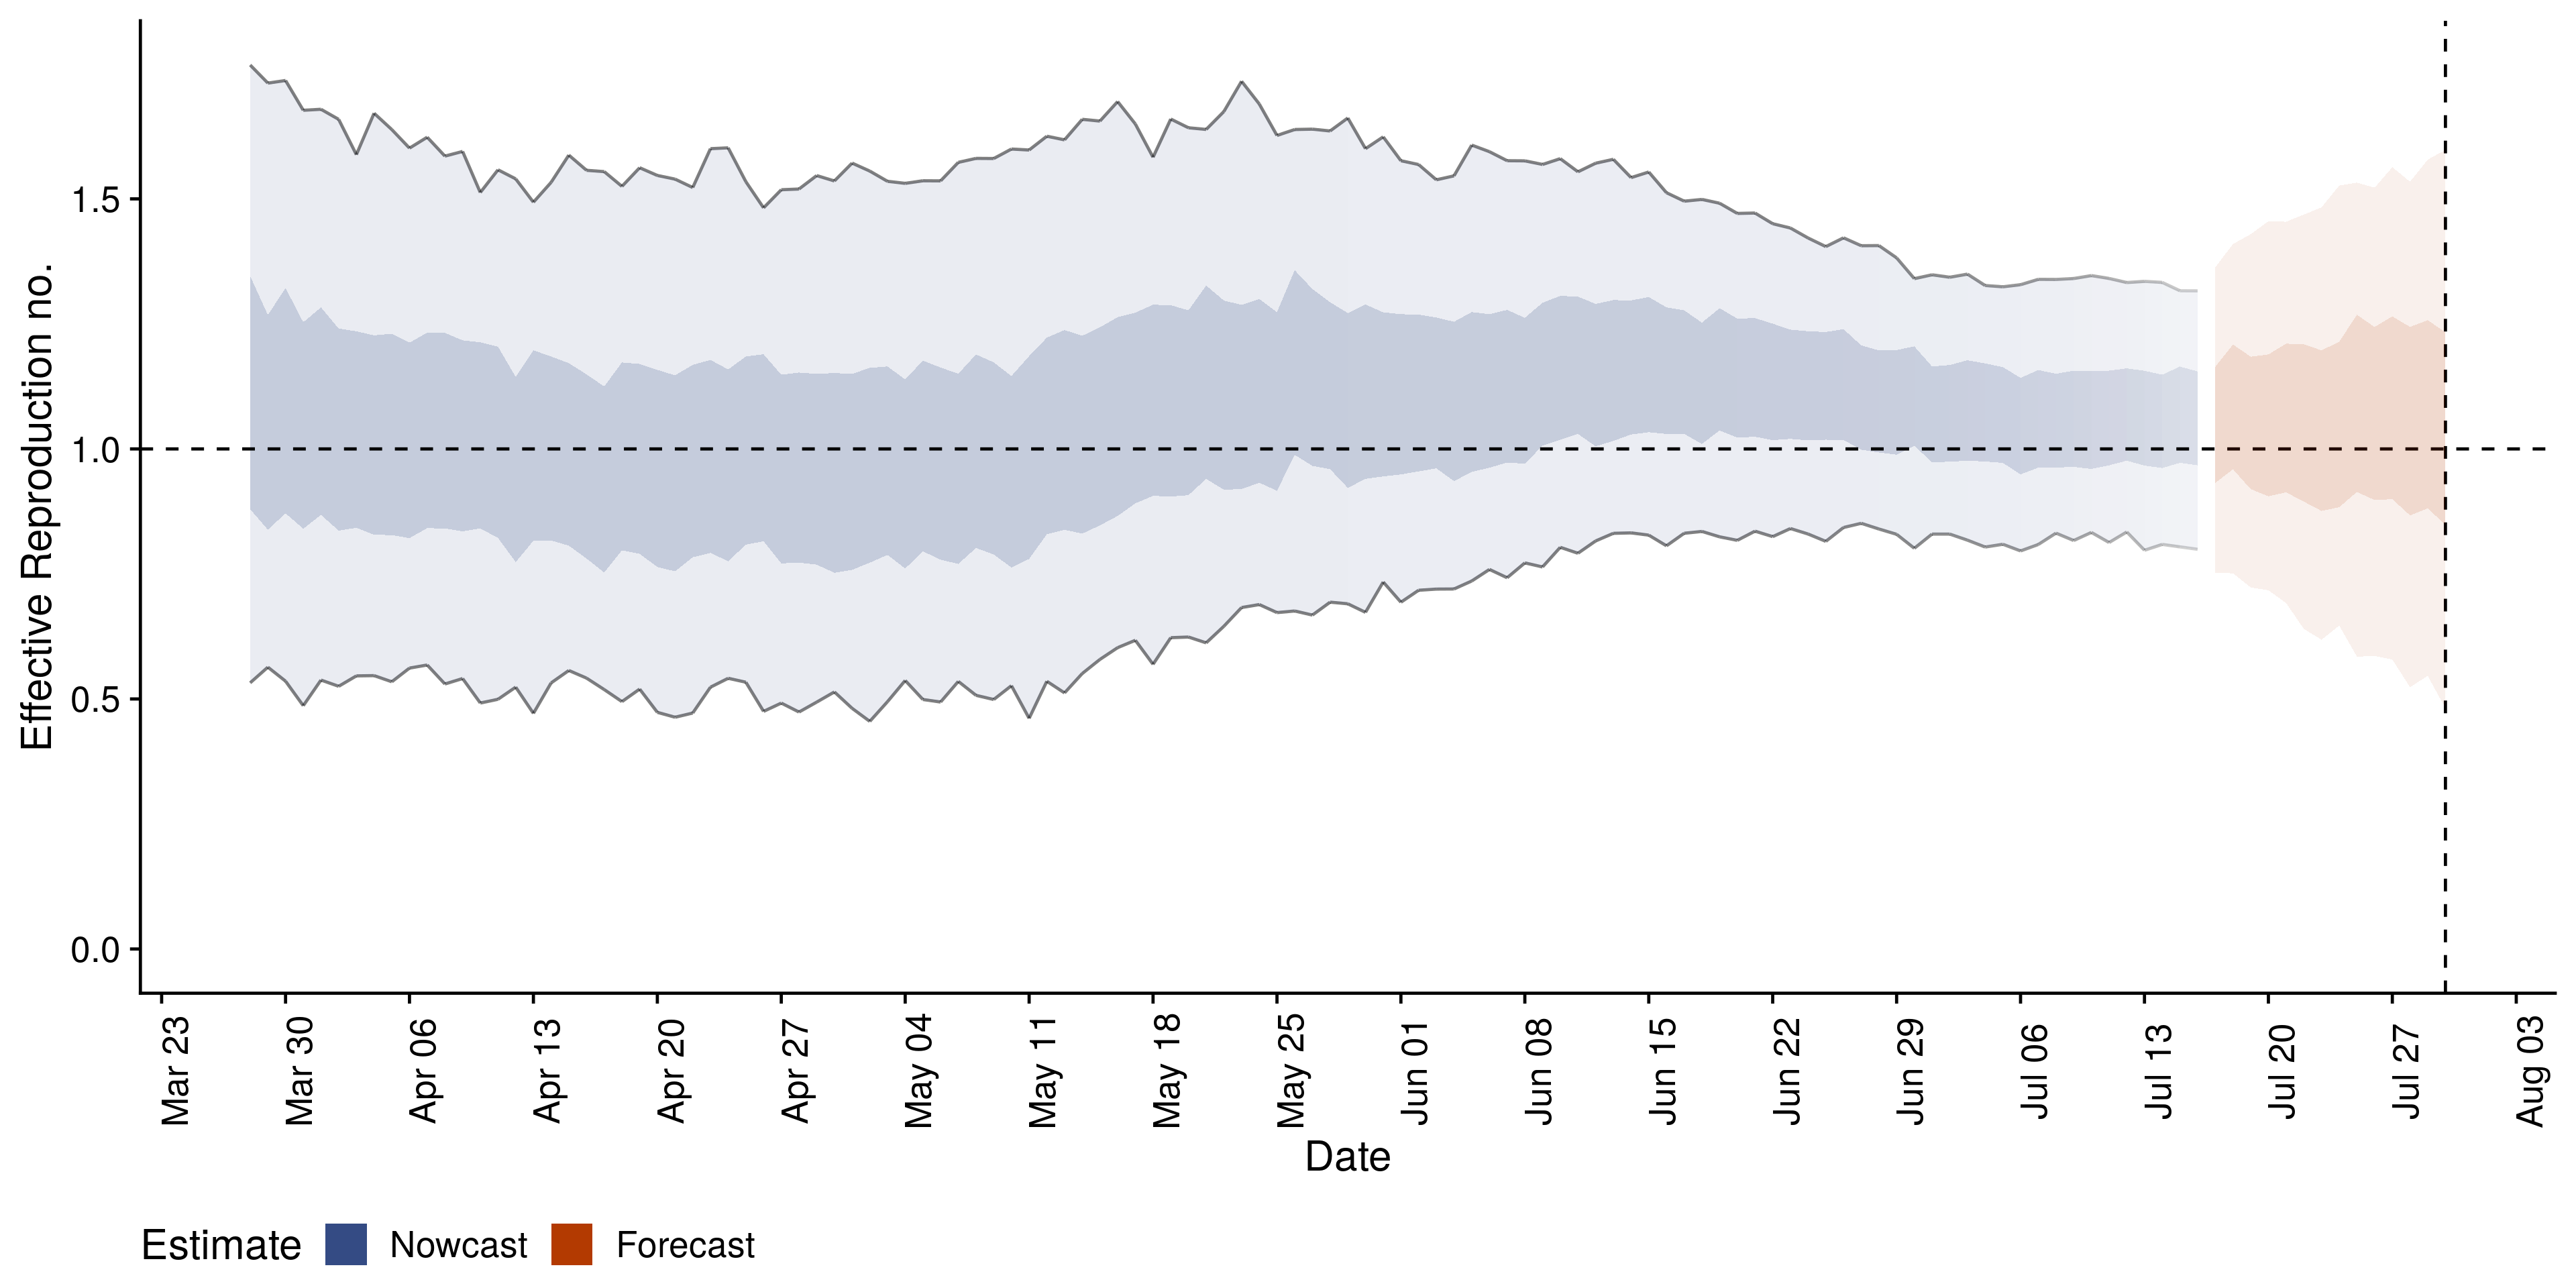 Effective Reproduction no.
1.5
1.0
0.5
0.0
Mar 23
Mar 30
Apr 06
Apr 13
Apr 20
Apr 27
May 04
May 11
May 18
May 25
Jun 01
Jun 08
Jun 15
Jun 22
Jun 29
Jul 06
Jul 13
Jul 20
Jul 27
Aug 03
Date
Estimate Nowcast Forecast